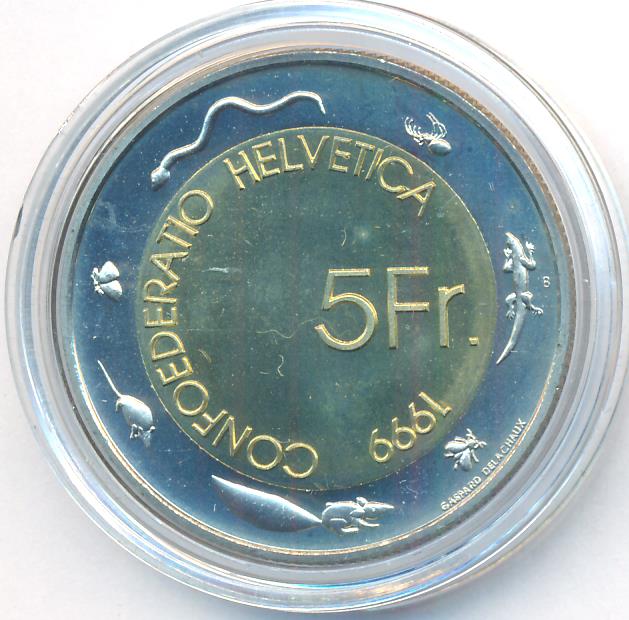 CONFOEDERATIO HELVETICA
5Fr.
1999
B
GASPARD DELACHAUX